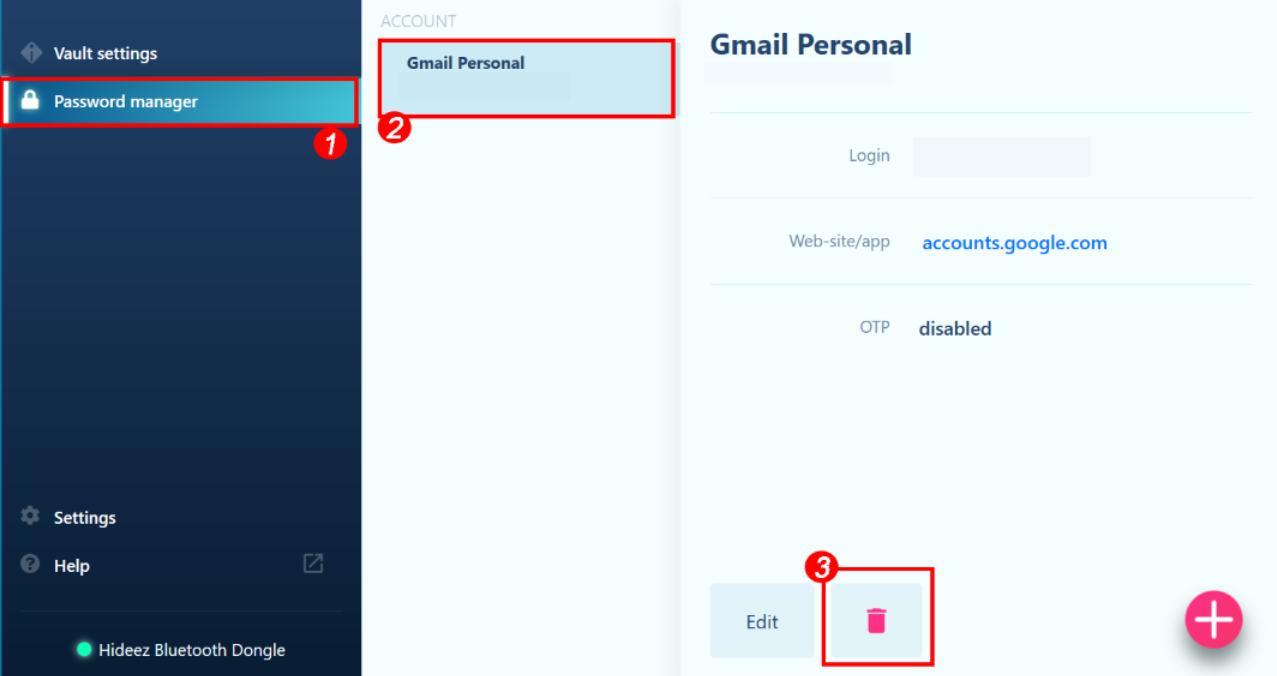 Vault settings
Password manager
1
Settings
Help
Hideez Bluetooth Dongle
ACCOUNT
Gmail Personal
2
Gmail Personal
Login
Web-site/app accounts.google.com
OTP disabled
3
Edit